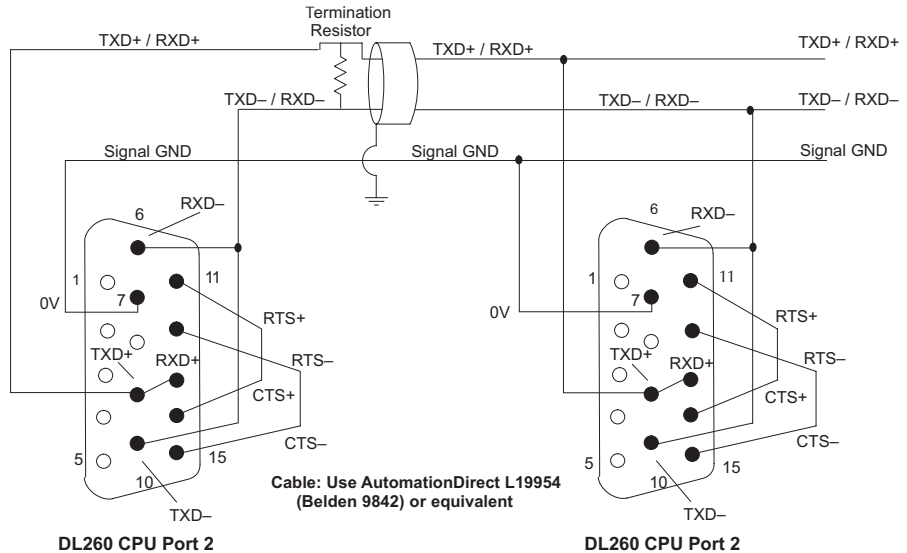 Termination
Resistor
TXD+ / RXD+
TXD+ / RXD+
TXD+ / RXD+
TXD– / RXD–
TXD– / RXD–
TXD– / RXD–
Signal GND
Signal GND
Signal GND
6
RXD–
1
11
7
0V
RTS+
TXD+
RXD+
RTS–
CTS+
CTS–
5
15
10
TXD–
6
RXD–
1
11
7
0V
RTS+
TXD+
RXD+
RTS–
CTS+
CTS–
5
15
10
TXD–
Cable: Use AutomationDirect L19954
(Belden 9842) or equivalent
DL260 CPU Port 2
DL260 CPU Port 2